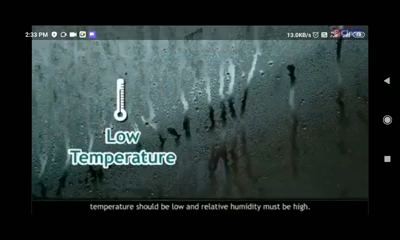 2:33 PM
13.0KB/s
Low
Temperature
temperature should be low and relative humidity must be high.